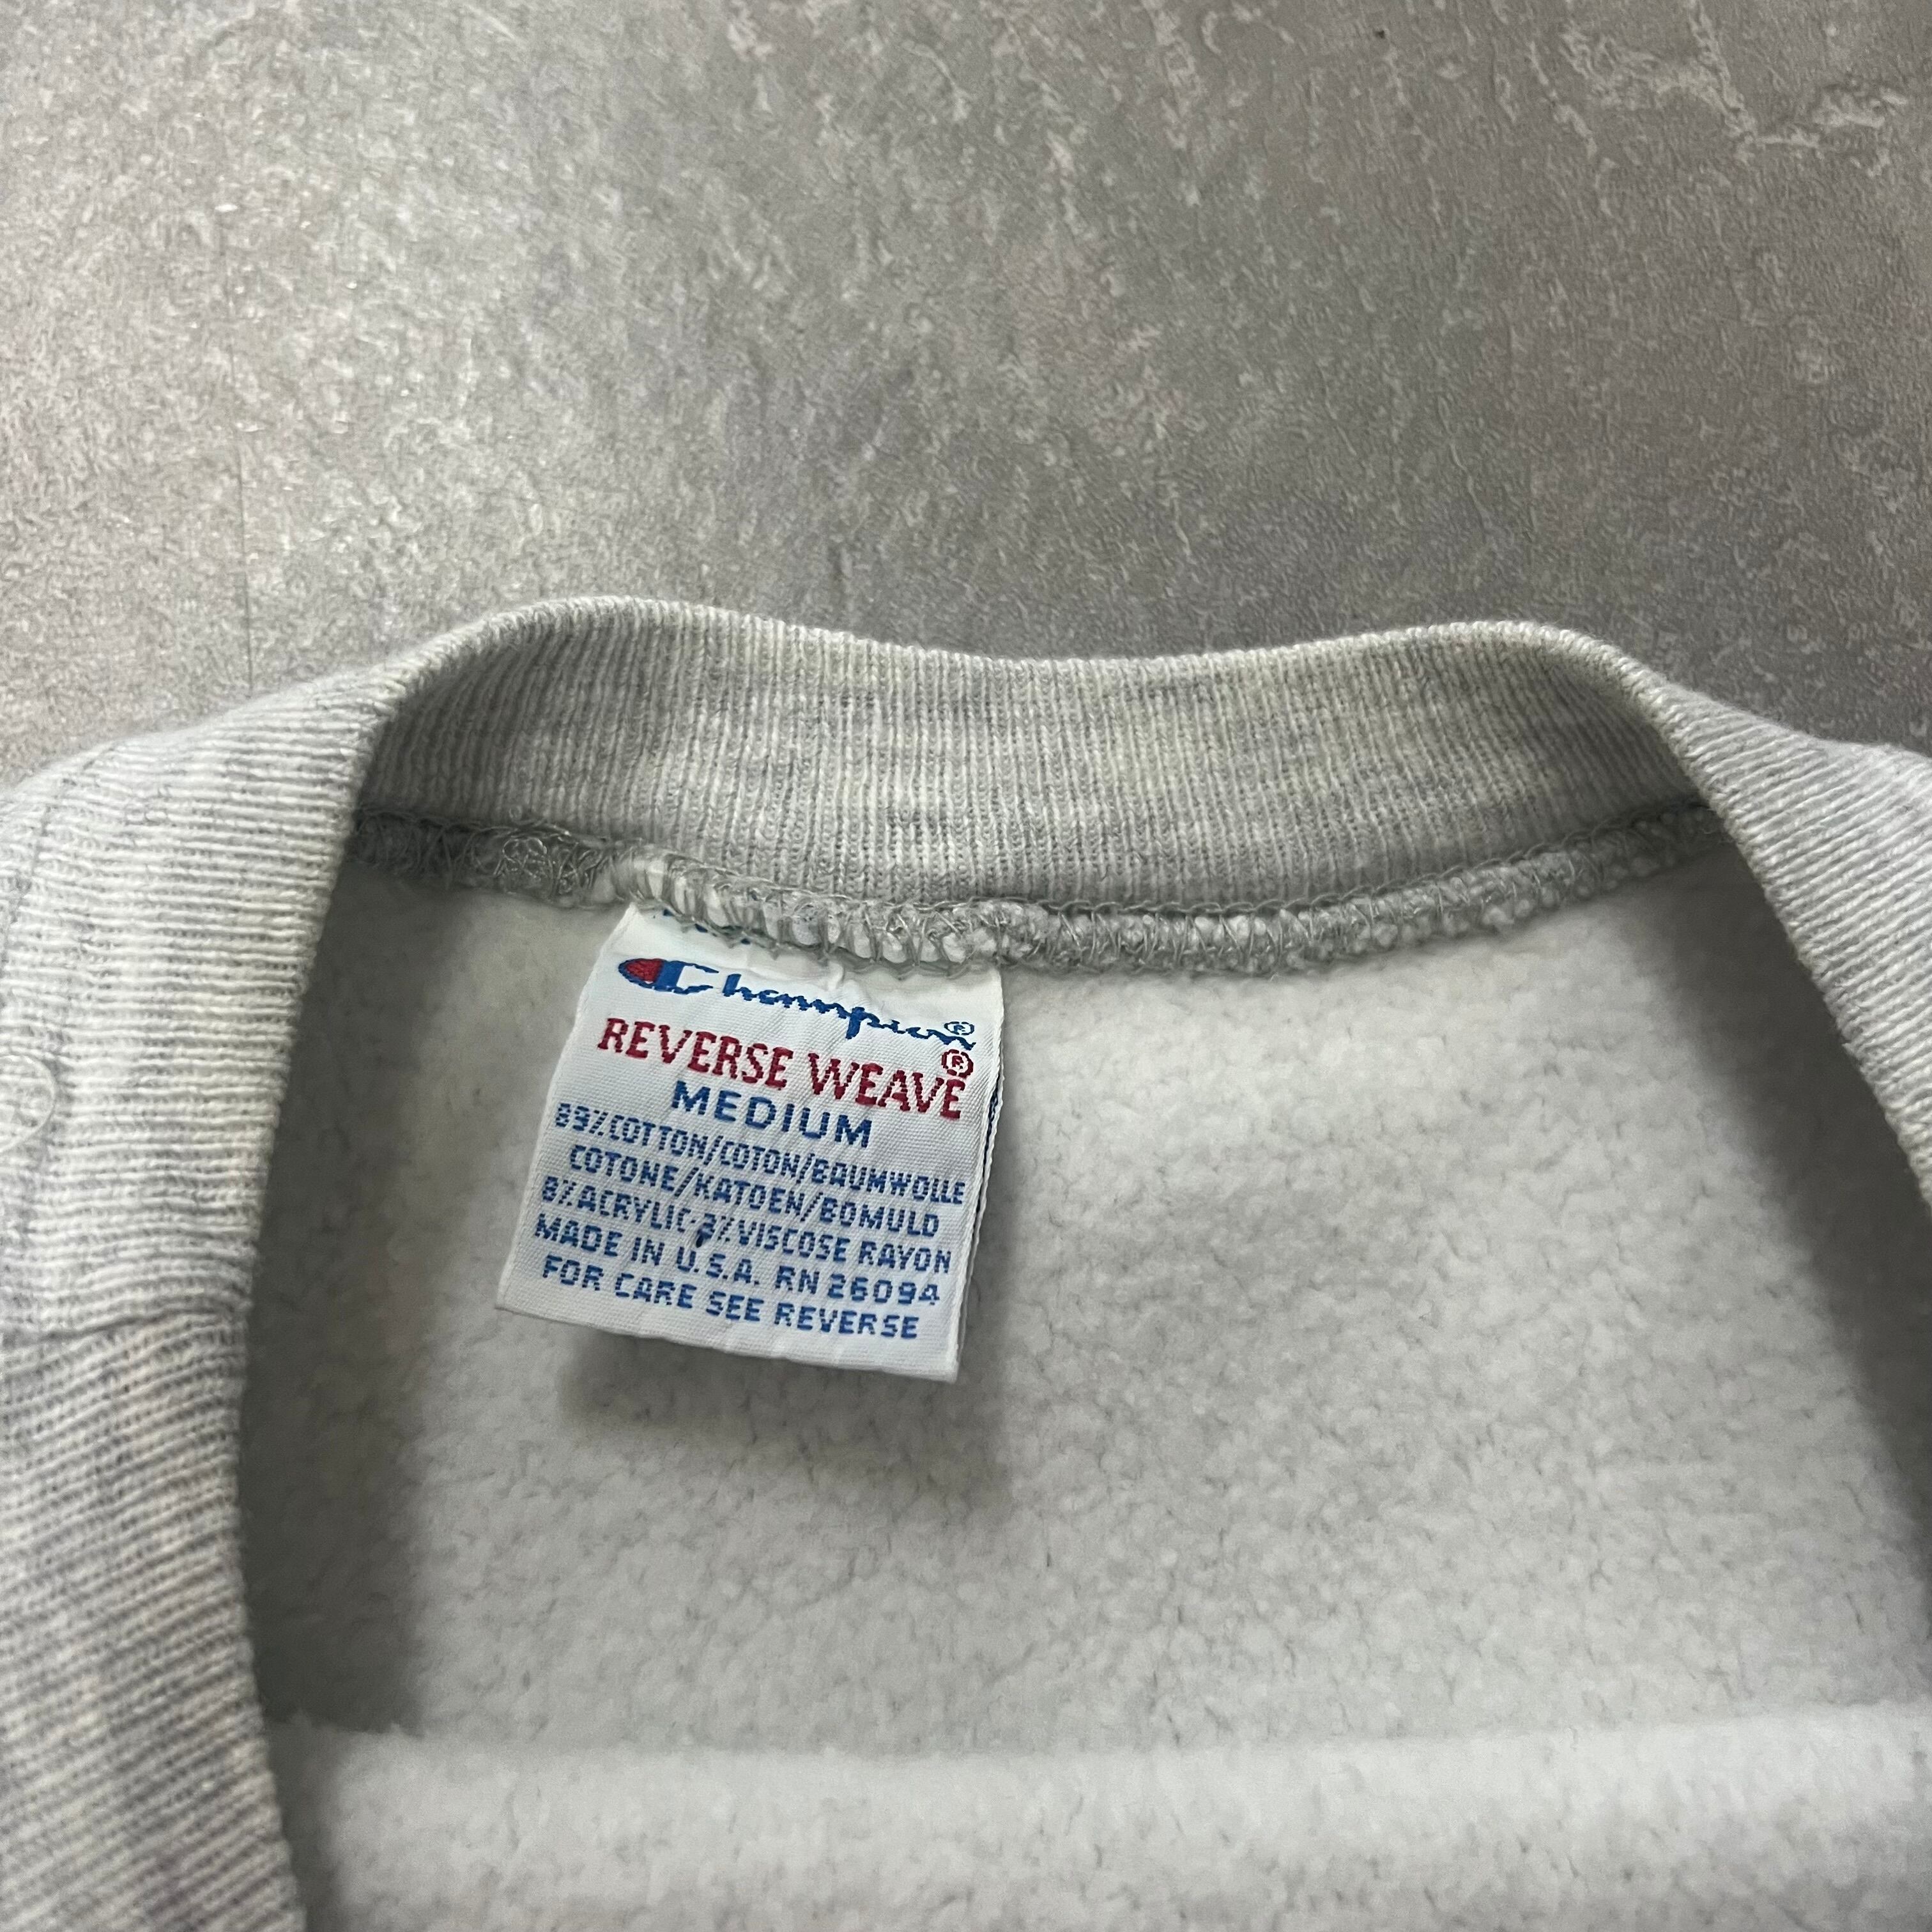 Champion®
REVERSE WEAVE®
MEDIUM
89%COTTON/COTON/BAUMWOLLE
COTONE/KATOEN/BOMULD
8%ACRYLIC-3%VISCOSE RAYON
MADE IN U.S.A. RN 26094
FOR CARE SEE REVERSE